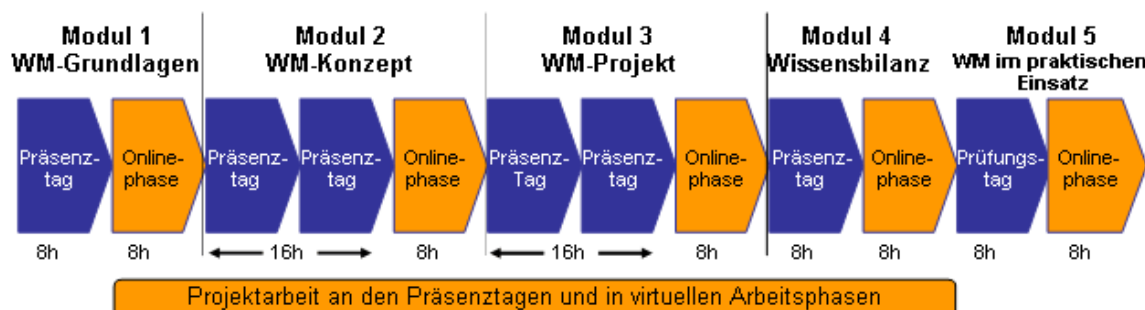 Modul 1
WM-Grundlagen
Modul 2
WM-Konzept
Modul 3
WM-Projekt
Modul 4
Wissensbilanz
Modul 5
WM im praktischen
Einsatz
Präsenz-
tag
Online-
phase
Präsenz-
tag
Präsenz-
tag
Online-
phase
Präsenz-
Tag
Präsenz-
tag
Online-
phase
Präsenz-
tag
Online-
phase
Prüfungs-
tag
Online-
phase
8h
8h
16h
8h
16h
8h
8h
8h
8h
8h
Projektarbeit an den Präsenztagen und in virtuellen Arbeitsphasen